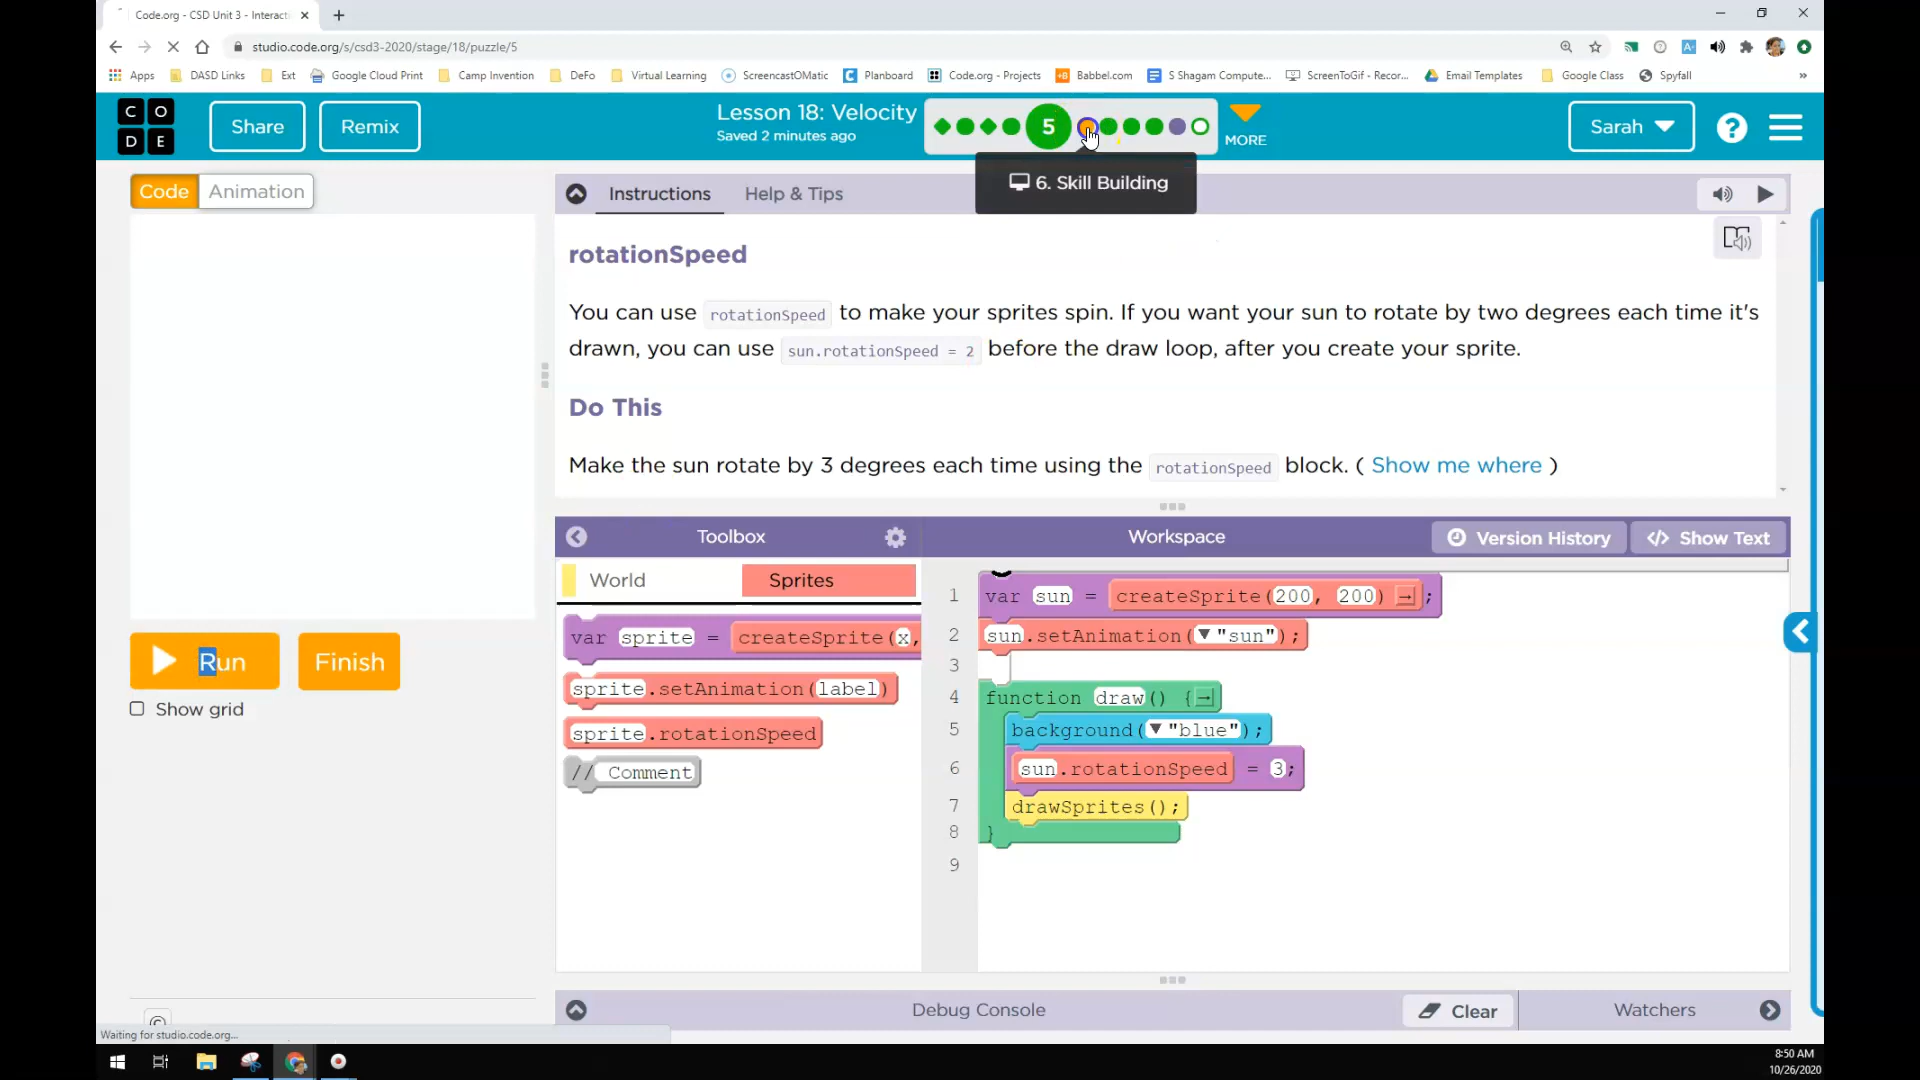 Code.org - CSD Unit 3 - Interacti
studio.code.org/s/csd3-2020/stage/18/puzzle/5
Apps DASD Links Ext Google Cloud Print Camp Invention DeFo Virtual Learning ScreencastOMatic Planboard Code.org - Projects Babbel.com S Shagam Compute... ScreenToGif - Recor... Email Templates Google Class Spyfall »
C O
D E
Share Remix
Lesson 18: Velocity
Saved 2 minutes ago
5
MORE
Sarah
?
6. Skill Building
Code Animation
Instructions Help & Tips
rotationSpeed
You can use rotationSpeed to make your sprites spin. If you want your sun to rotate by two degrees each time it's
drawn, you can use sun.rotationSpeed = 2 before the draw loop, after you create your sprite.
Do This
Make the sun rotate by 3 degrees each time using the rotationSpeed block. ( Show me where )
Run Finish
Show grid
Toolbox
Workspace
Version History
Show Text
World Sprites
var sprite = createSprite(x,
sprite.setAnimation(label)
sprite.rotationSpeed
// Comment
1 var sun = createSprite(200, 200) → ;
2 sun.setAnimation(▼ "sun");
3
4 function draw() { →
5 background(▼ "blue");
6 sun.rotationSpeed = 3;
7 drawSprites();
8 }
9
Debug Console
Clear
Watchers
Waiting for studio.code.org...
8:50 AM
10/26/2020